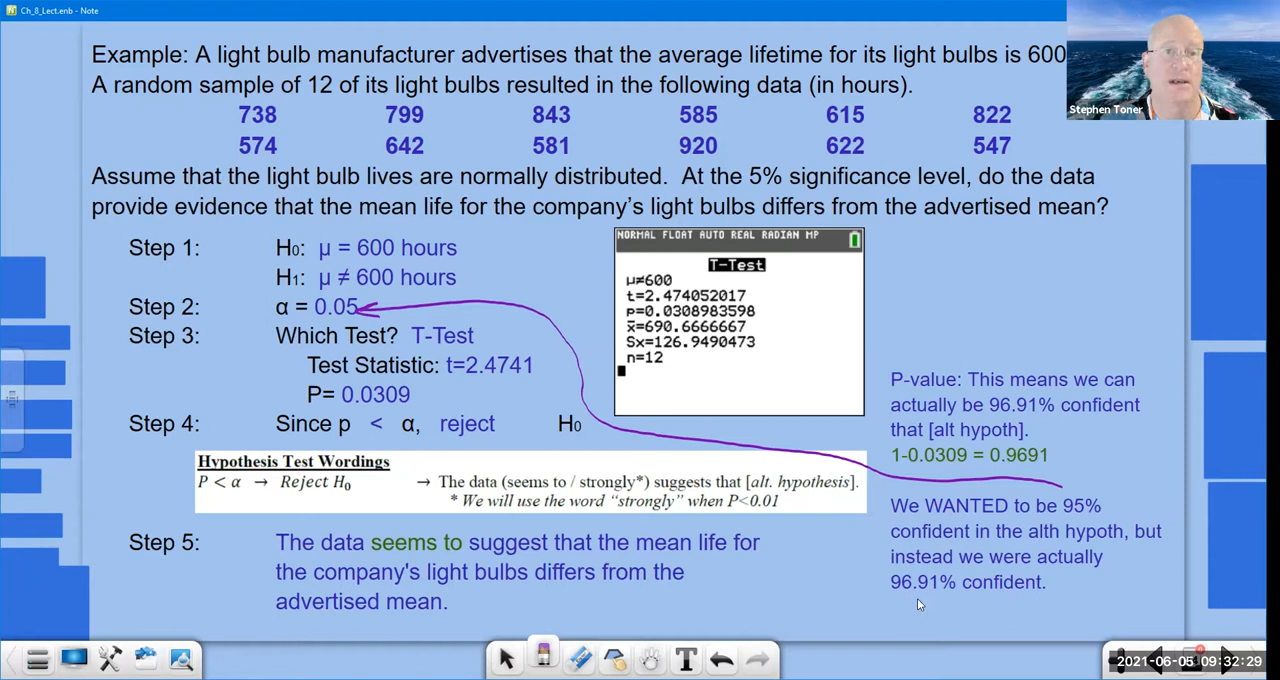 Ch_8_Lect.enb - Note
Example: A light bulb manufacturer advertises that the average lifetime for its light bulbs is 600
A random sample of 12 of its light bulbs resulted in the following data (in hours).
738 799 843 585 615 822
574 642 581 920 622 547
Assume that the light bulb lives are normally distributed. At the 5% significance level, do the data
provide evidence that the mean life for the company's light bulbs differs from the advertised mean?
Step 1: H0: μ = 600 hours
H1: μ ≠ 600 hours
Step 2: α = 0.05
Step 3: Which Test? T-Test
Test Statistic: t=2.4741
P= 0.0309
Step 4: Since p < α, reject H0
Hypothesis Test Wordings
P < α → Reject H0 → The data (seems to / strongly*) suggests that [alt. hypothesis].
* We will use the word "strongly" when P<0.01
Step 5: The data seems to suggest that the mean life for
the company's light bulbs differs from the
advertised mean.
NORMAL FLOAT AUTO REAL RADIAN MP
T-Test
μ≠600
t=2.474052017
p=0.0308983598
x̄=690.6666667
Sx=126.9490473
n=12
P-value: This means we can
actually be 96.91% confident
that [alt hypoth].
1-0.0309 = 0.9691
We WANTED to be 95%
confident in the alth hypoth, but
instead we were actually
96.91% confident.
Stephen Toner
2021-06-05 09:32:29